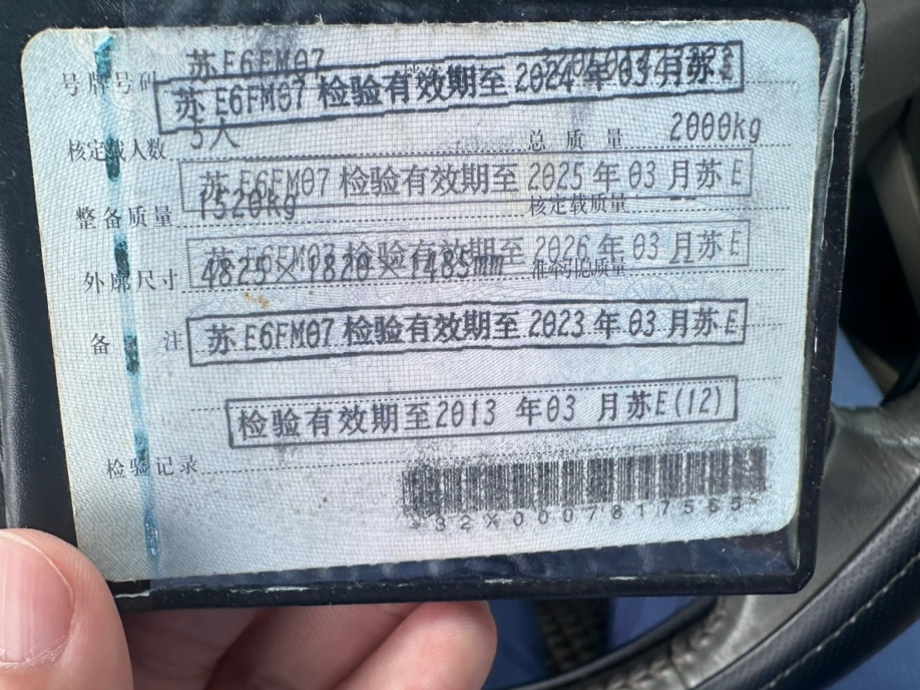 号牌号码 苏E6FM07
苏E6FM07 检验有效期至2024年03月苏E
核定载人数 5人 总质量 2000kg
苏E6FM07 检验有效期至2025年03月苏E
整备质量 1520kg 核定载质量 --
苏E6FM07 检验有效期至2026年03月苏E
外廓尺寸 4825×1820×1485mm 准牵引总质量 --
备注 苏E6FM07 检验有效期至2023年03月苏E
检验有效期至2013 年03 月苏E(12)
检验记录
*32X0007817565*